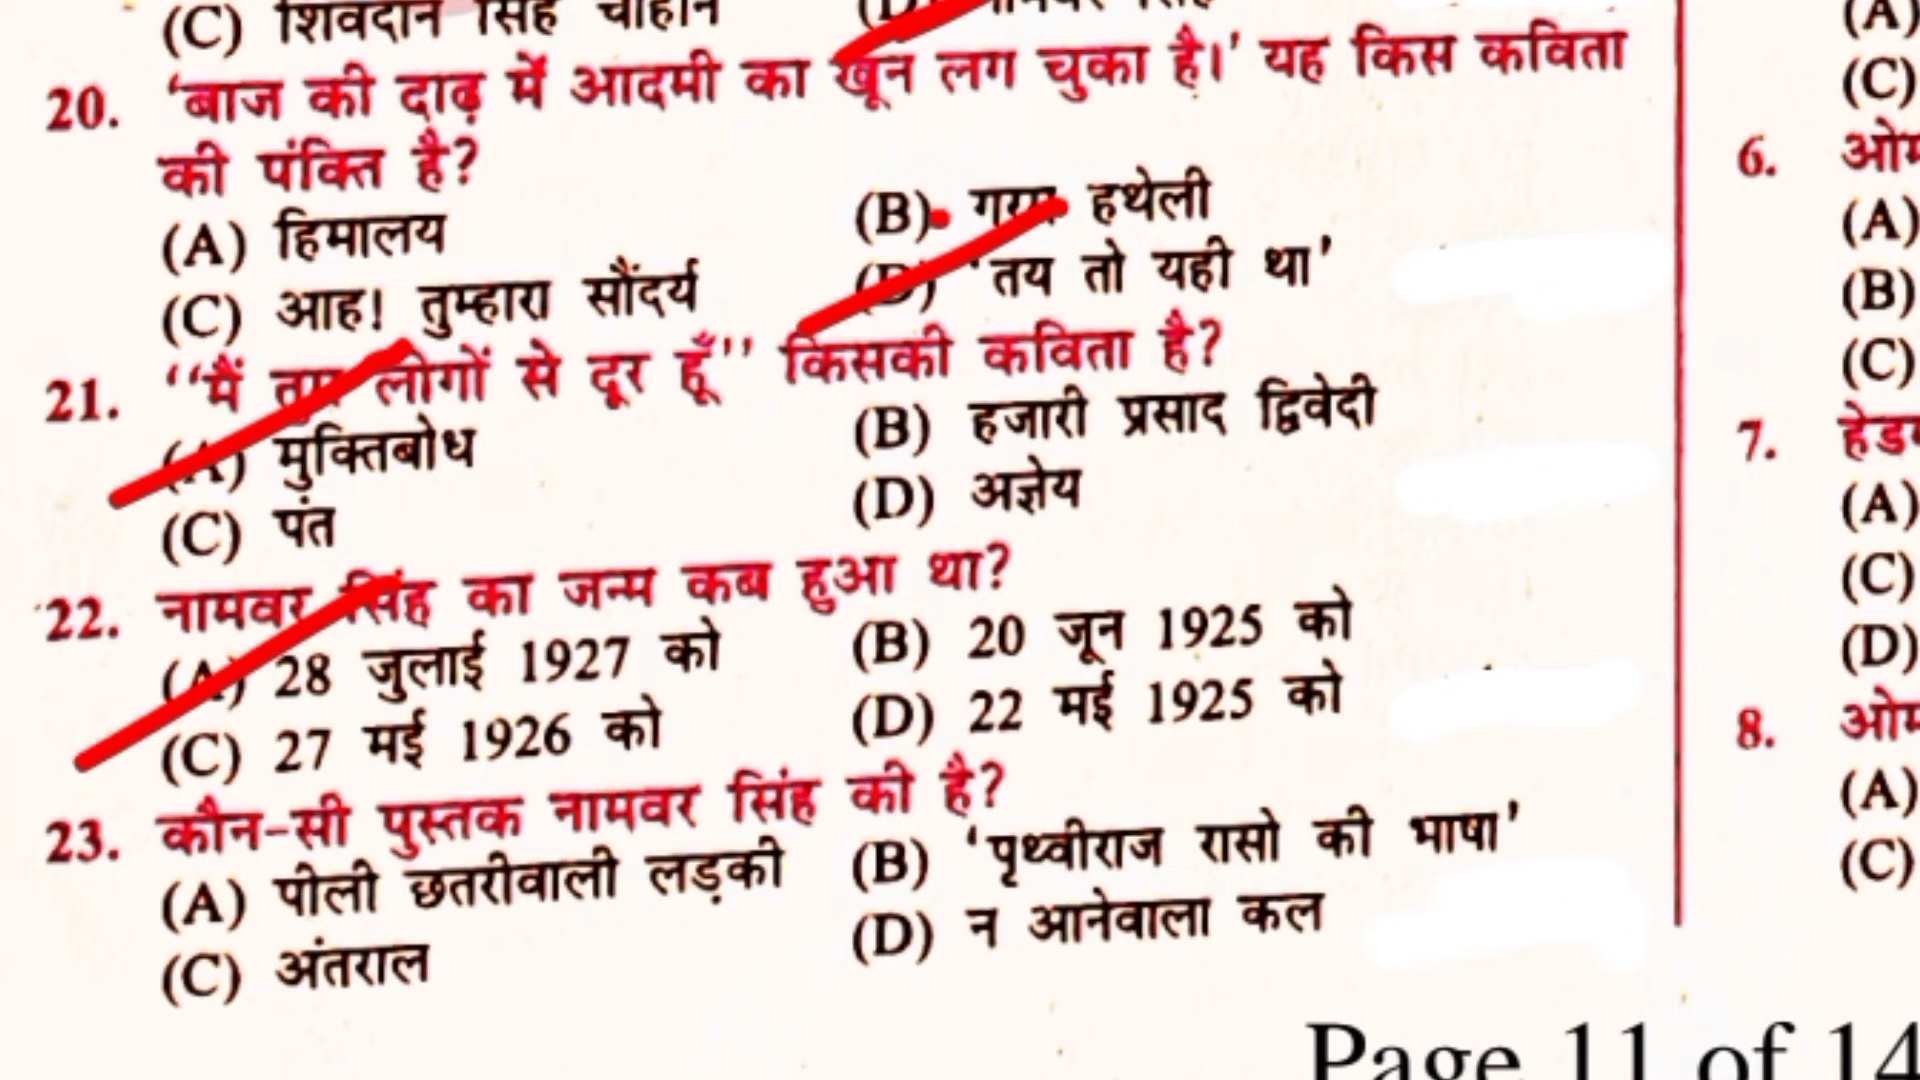 (C) शिवदान सिंह चौहान (D) नामवर सिंह
20. ‘बाज की दाढ़ में आदमी का खून लग चुका है।’ यह किस कविता
की पंक्ति है?
(A) हिमालय (B) गरम हथेली
(C) आह! तुम्हारा सौंदर्य (D) ‘तय तो यही था’
21. ‘‘मैं तुम लोगों से दूर हूँ’’ किसकी कविता है?
(A) मुक्तिबोध (B) हजारी प्रसाद द्विवेदी
(C) पंत (D) अज्ञेय
22. नामवर सिंह का जन्म कब हुआ था?
(A) 28 जुलाई 1927 को (B) 20 जून 1925 को
(C) 27 मई 1926 को (D) 22 मई 1925 को
23. कौन-सी पुस्तक नामवर सिंह की है?
(A) पीली छतरीवाली लड़की (B) ‘पृथ्वीराज रासो की भाषा’
(C) अंतराल (D) न आनेवाला कल
(A)
(C)
6.
(A)
(B)
(C)
7.
(A)
(C)
(D)
8.
(A)
(C)
Page 11 of 14